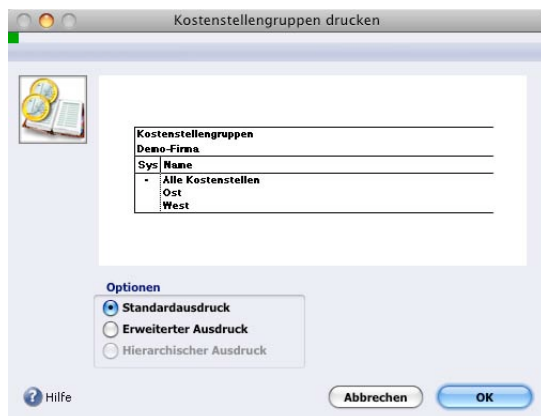 Kostenstellengruppen drucken
Kostenstellengruppen
Demo-Firma
Sys Name
- Alle Kostenstellen
Ost
West
Optionen
Standardausdruck
Erweiterter Ausdruck
Hierarchischer Ausdruck
Hilfe
Abbrechen
OK